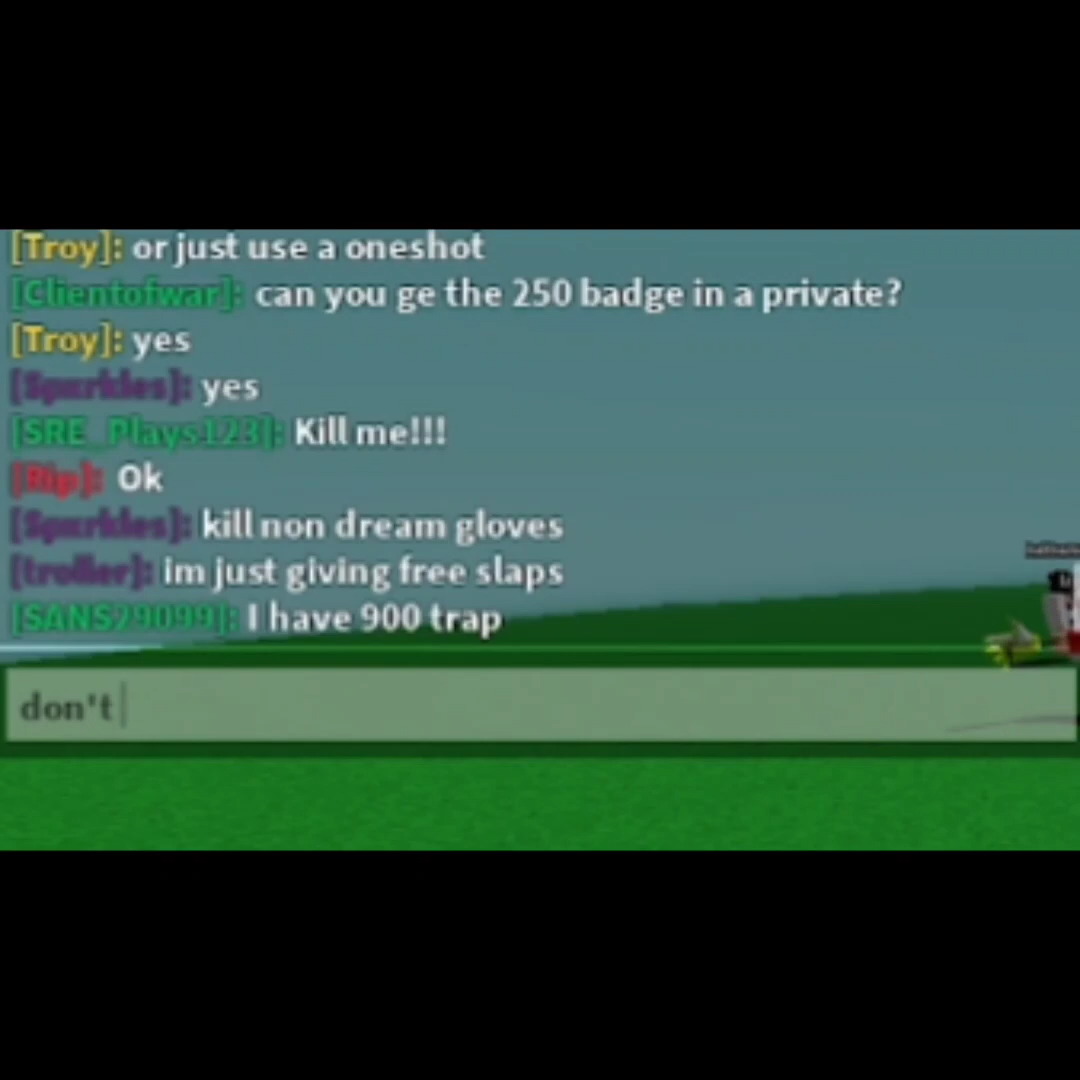 [Troy]: or just use a oneshot
[Clientofwar]: can you ge the 250 badge in a private?
[Troy]: yes
[Sparkles]: yes
[SRE_Plays123]: Kill me!!!
[Rip]: Ok
[Sparkles]: kill non dream gloves
[troller]: im just giving free slaps
[SANS29099]: I have 900 trap
don't